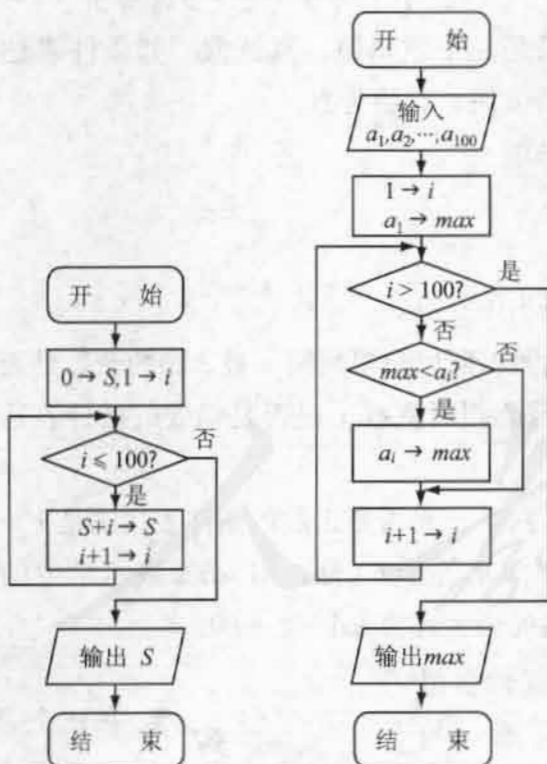 开 始
0 → S,1 → i
i ⩽ 100?
否
是
S+i → S
i+1 → i
输出 S
结 束
开 始
输入
a₁,a₂,⋯,a₁₀₀
1 → i
a₁ → max
i > 100?
是
否
max<aᵢ?
否
是
aᵢ → max
i+1 → i
输出max
结 束